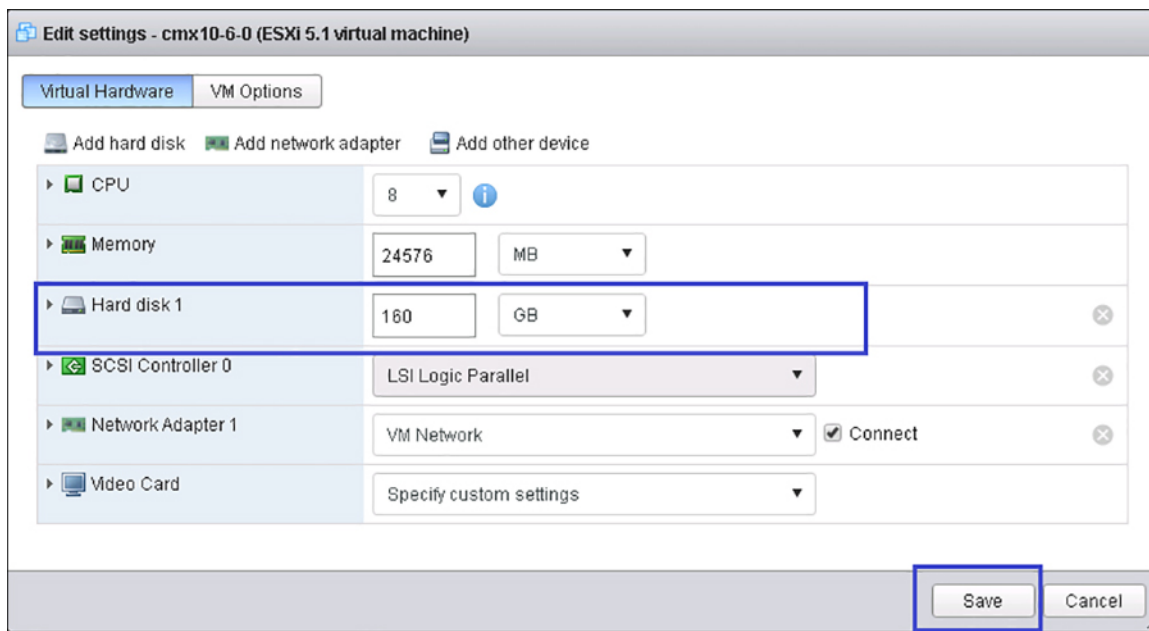 Edit settings - cmx10-6-0 (ESXi 5.1 virtual machine)
Virtual Hardware VM Options
Add hard disk Add network adapter Add other device
CPU 8
Memory 24576 MB
Hard disk 1 160 GB
SCSI Controller 0 LSI Logic Parallel
Network Adapter 1 VM Network Connect
Video Card Specify custom settings
Save Cancel